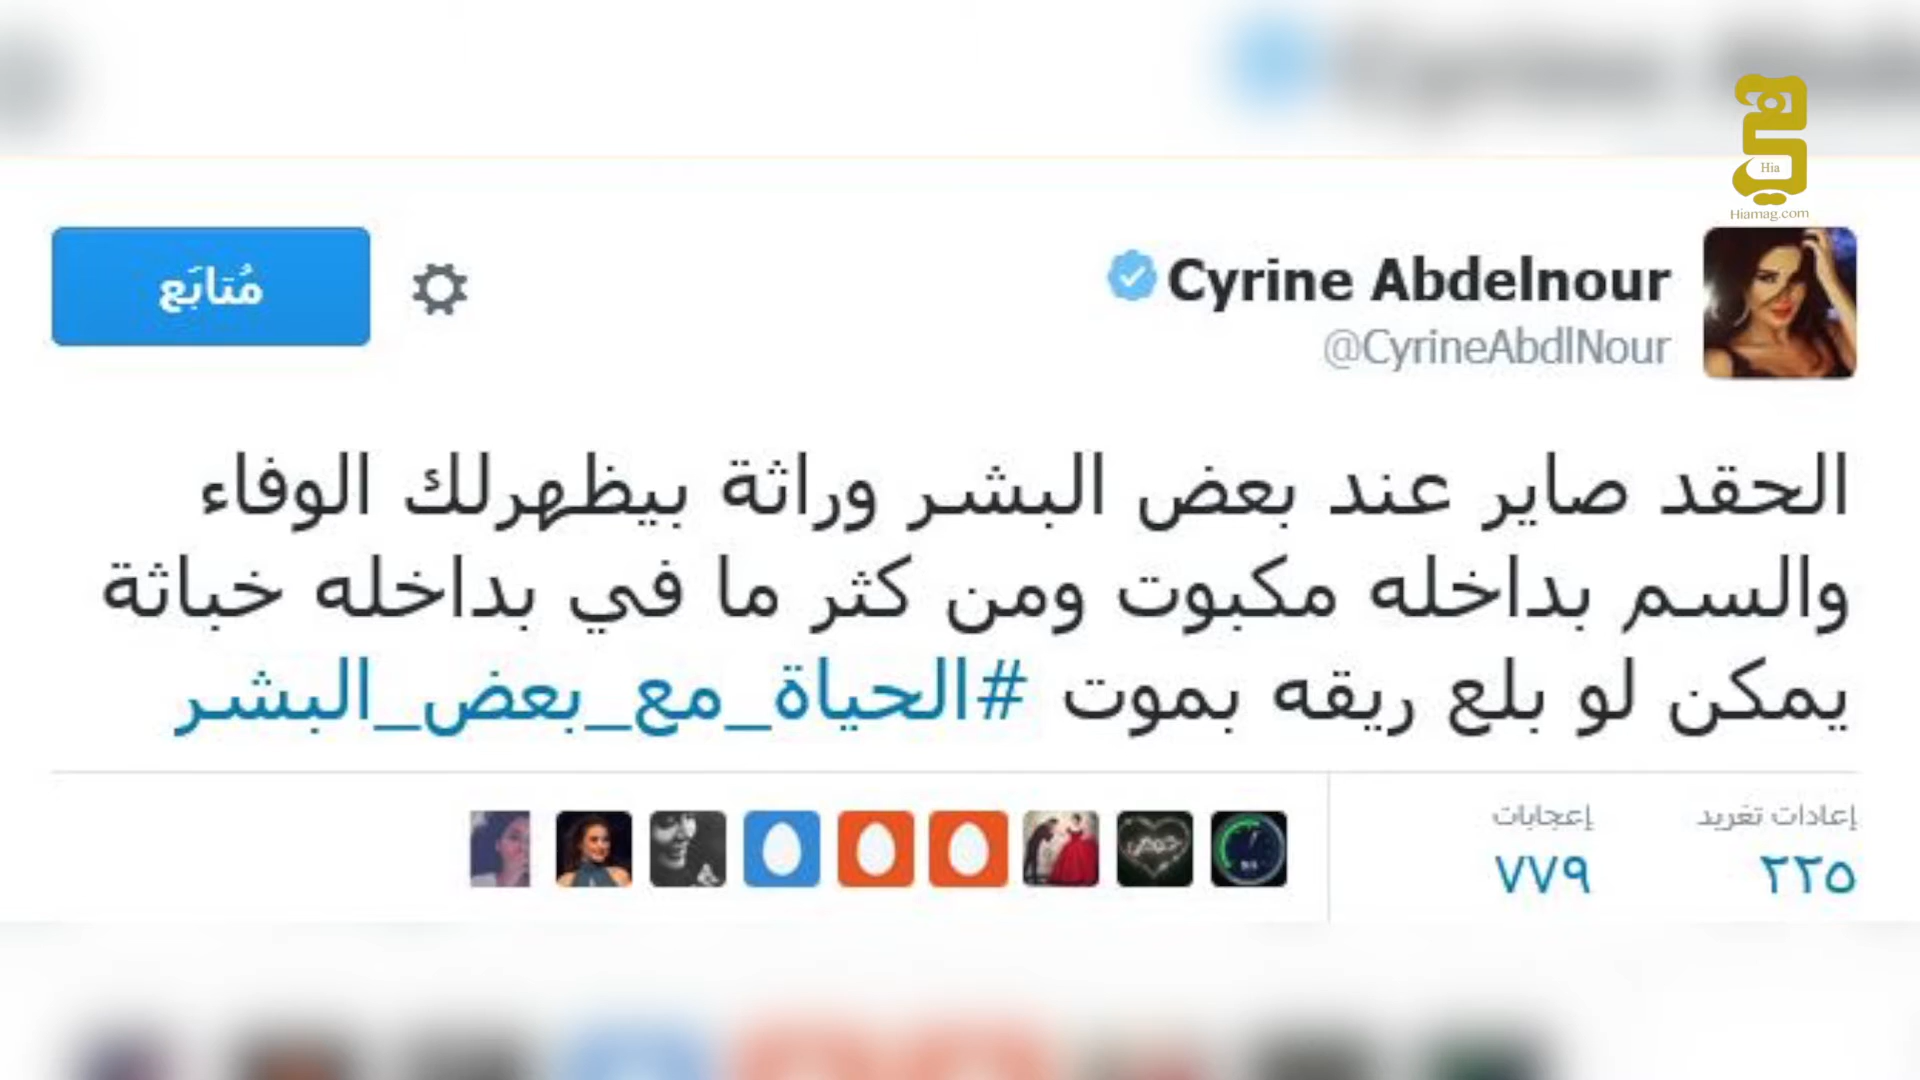 Hia
Hiamag.com
Cyrine Abdelnour
@CyrineAbdlNour
مُتابَع
الحقد صاير عند بعض البشر وراثة بيظهرلك الوفاء
والسم بداخله مكبوت ومن كثر ما في بداخله خباثة
يمكن لو بلع ريقه بموت #الحياة_مع_بعض_البشر
إعادات تغريد إعجابات
٢٢٥ ٧٧٩